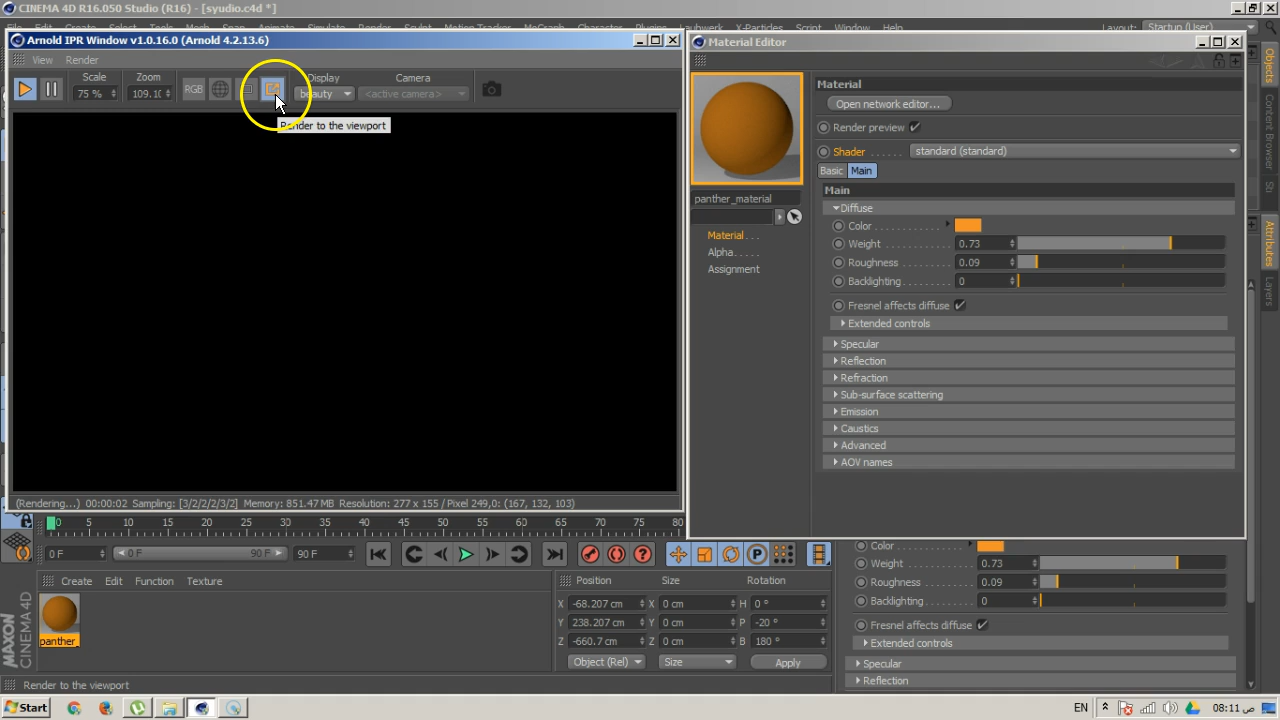 CINEMA 4D R16.050 Studio (R16) - [syudio.c4d *]
Script Window Help Layout: Startup (User)
Arnold IPR Window v1.0.16.0 (Arnold 4.2.13.6)
View Render
Scale Zoom Display Camera
75 % 109.1( RGB beauty <active camera>
Render to the viewport
(Rendering...) 00:00:02 Sampling: [3/2/2/2/3/2] Memory: 851.47 MB Resolution: 277 x 155 / Pixel 249,0: (167, 132, 103)
Material Editor
panther_material
Material
Alpha
Assignment
Material
Open network editor...
Render preview
Shader standard (standard)
Basic Main
Main
Diffuse
Color
Weight 0.73
Roughness 0.09
Backlighting 0
Fresnel affects diffuse
Extended controls
Specular
Reflection
Refraction
Sub-surface scattering
Emission
Caustics
Advanced
AOV names
Objects
Content Browser
Attributes
Layers
0 5 10 15 20 25 30 35 40 45 50 55 60 65 70 75 80
0 F 0 F 90 F 90 F
Create Edit Function Texture
panther_
Position Size Rotation
X -68.207 cm X 0 cm H 0 °
Y 238.207 cm Y 0 cm P -20 °
Z -660.7 cm Z 0 cm B 180 °
Object (Rel) Size Apply
Color
Weight 0.73
Roughness 0.09
Backlighting 0
Fresnel affects diffuse
Extended controls
Specular
Reflection
MAXON
CINEMA 4D
Render to the viewport
Start EN 08:11 ص